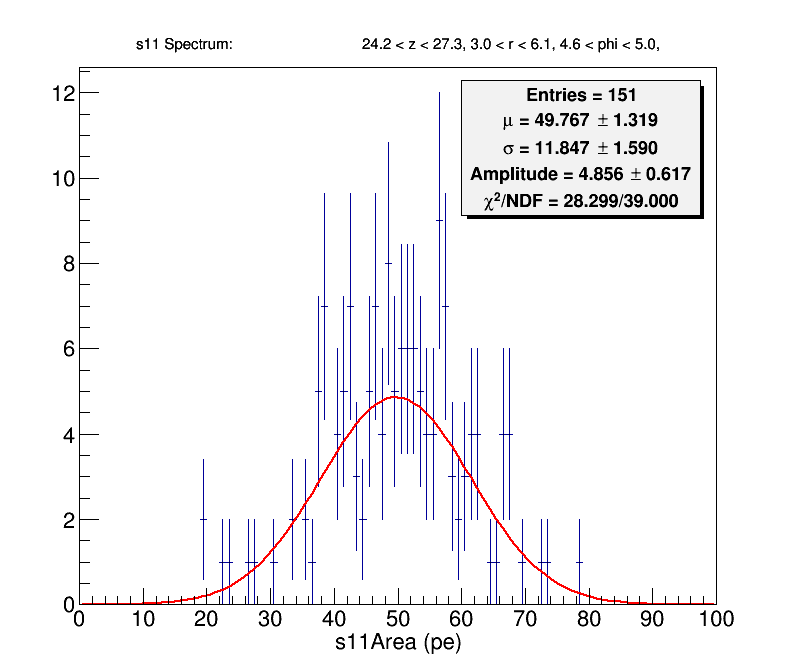 s11 Spectrum: 24.2 < z < 27.3, 3.0 < r < 6.1, 4.6 < phi < 5.0,
Entries = 151
μ = 49.767 ± 1.319
σ = 11.847 ± 1.590
Amplitude = 4.856 ± 0.617
χ²/NDF = 28.299/39.000
12
10
8
6
4
2
0
0 10 20 30 40 50 60 70 80 90 100
s11Area (pe)